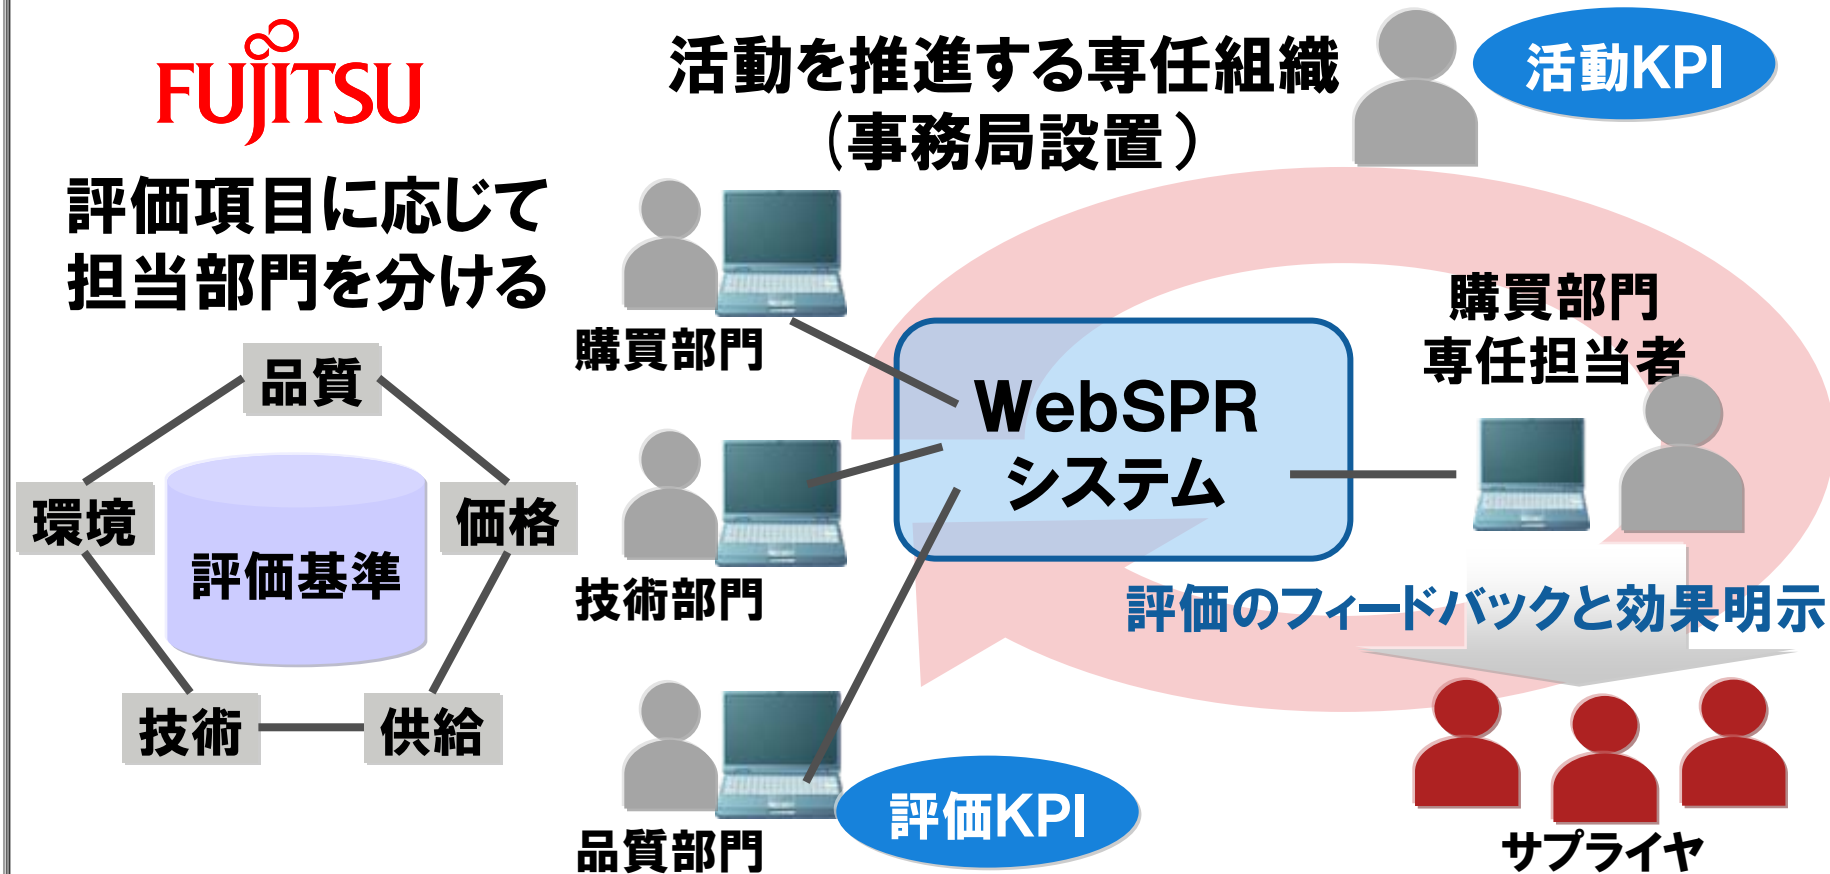 FUJITSU
評価項目に応じて
担当部門を分ける
品質
環境
価格
評価基準
技術
供給
活動を推進する専任組織
（事務局設置）
活動KPI
購買部門
技術部門
品質部門
評価KPI
WebSPR
システム
購買部門
専任担当者
評価のフィードバックと効果明示
サプライヤ